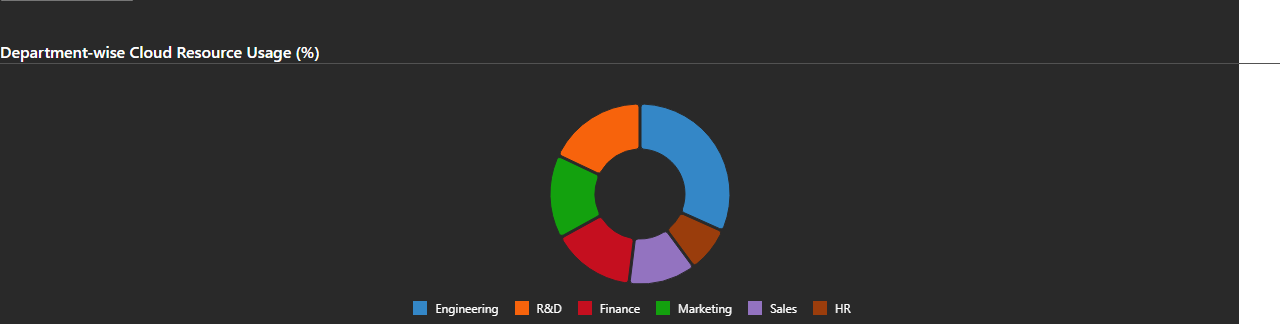 Department-wise Cloud Resource Usage (%)
Engineering R&D Finance Marketing Sales HR